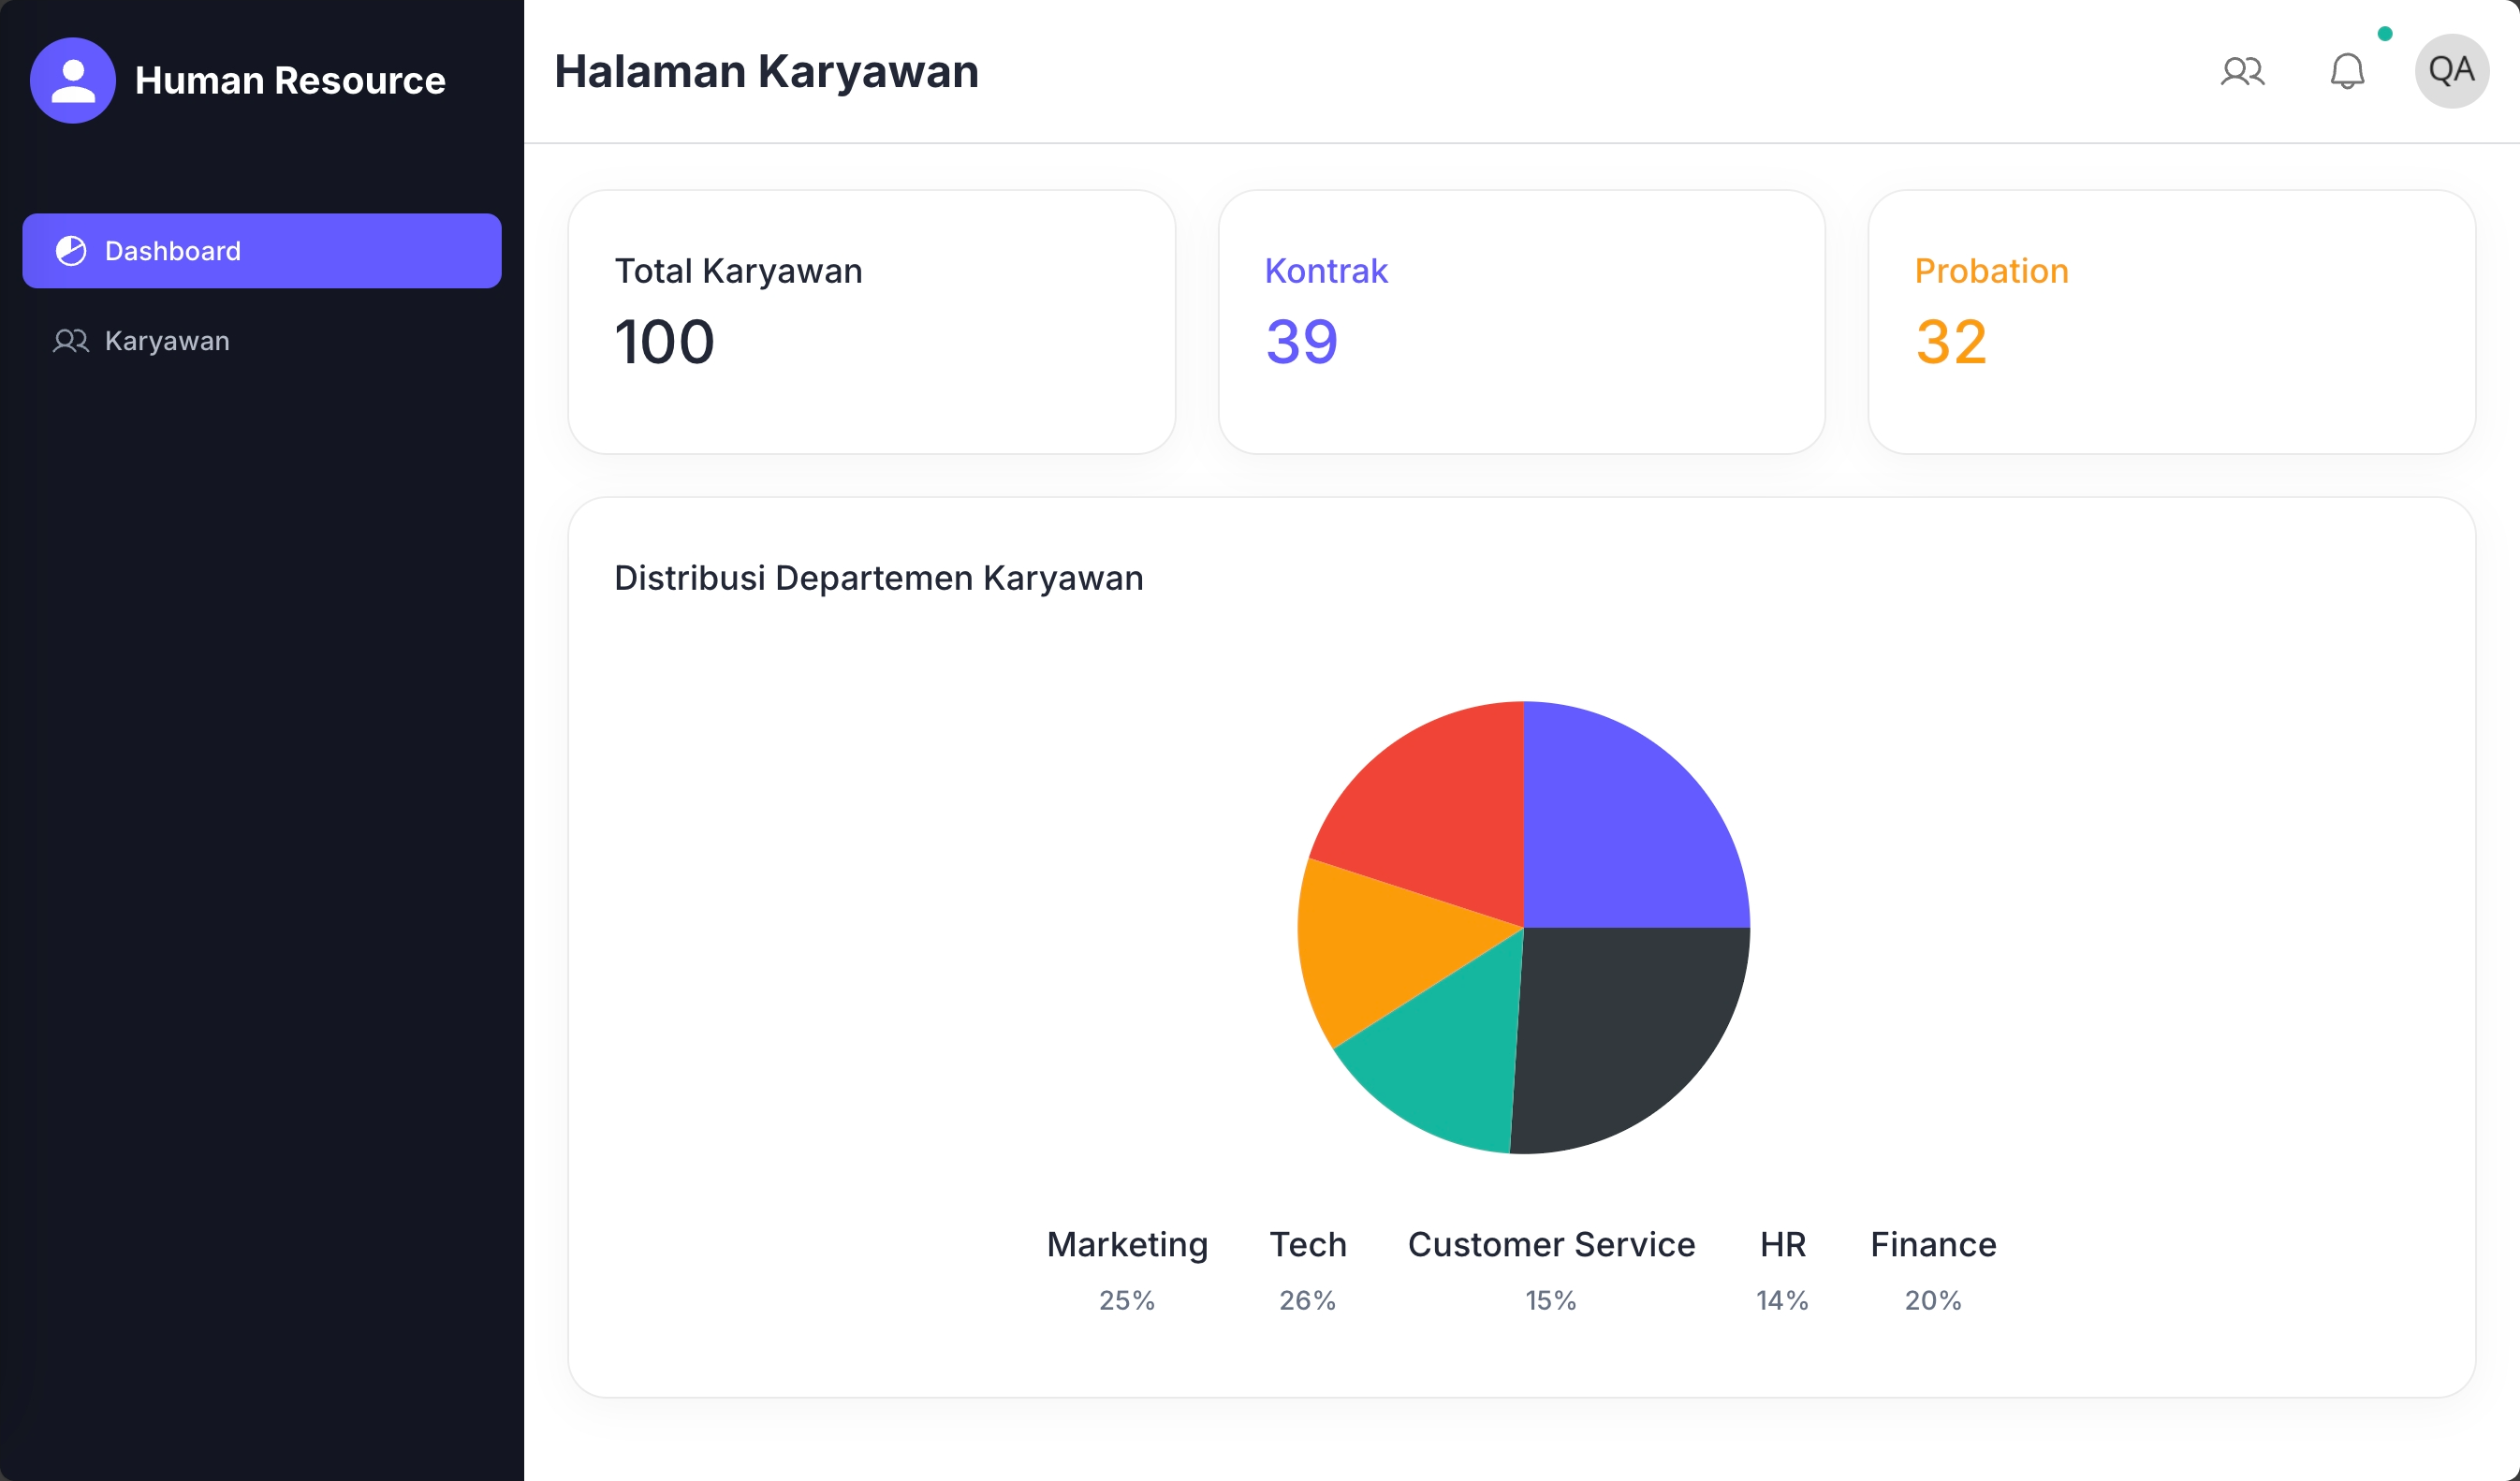 Human Resource
Dashboard
Karyawan
Halaman Karyawan
QA
Total Karyawan
100
Kontrak
39
Probation
32
Distribusi Departemen Karyawan
Marketing Tech Customer Service HR Finance
25% 26% 15% 14% 20%